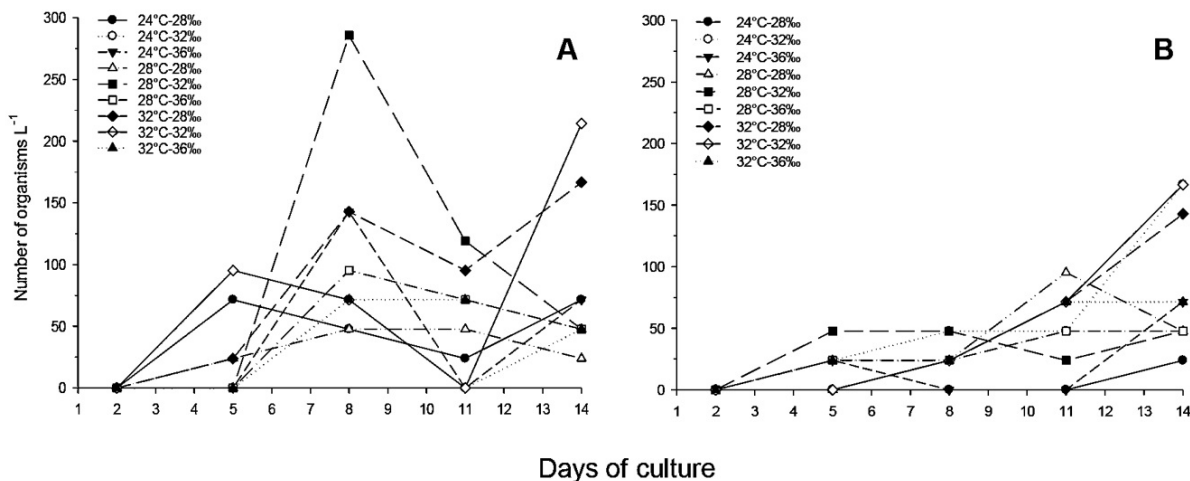 A
24°C-28‰
24°C-32‰
24°C-36‰
28°C-28‰
28°C-32‰
28°C-36‰
32°C-28‰
32°C-32‰
32°C-36‰
Number of organisms L⁻¹
300
250
200
150
100
50
0
1 2 3 4 5 6 7 8 9 10 11 12 13 14
B
24°C-28‰
24°C-32‰
24°C-36‰
28°C-28‰
28°C-32‰
28°C-36‰
32°C-28‰
32°C-32‰
32°C-36‰
300
250
200
150
100
50
0
1 2 3 4 5 6 7 8 9 10 11 12 13 14
Days of culture